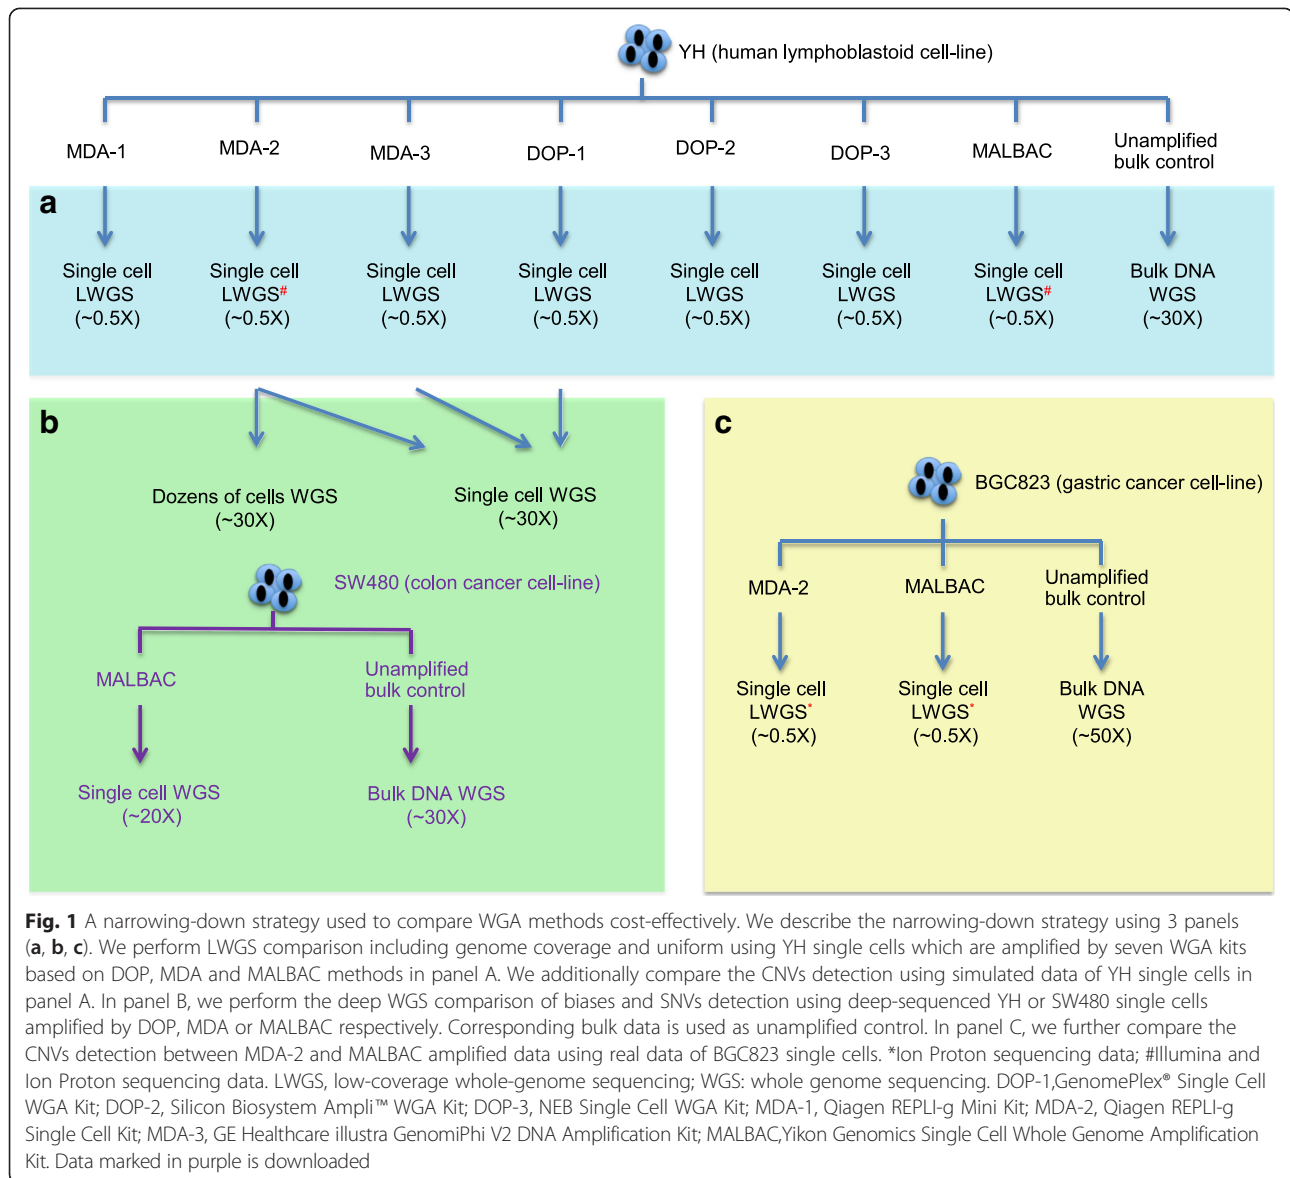 YH (human lymphoblastoid cell-line)
MDA-1
MDA-2
MDA-3
DOP-1
DOP-2
DOP-3
MALBAC
Unamplified
bulk control
a
Single cell
LWGS
(~0.5X)
Single cell
LWGS#
(~0.5X)
Single cell
LWGS
(~0.5X)
Single cell
LWGS
(~0.5X)
Single cell
LWGS
(~0.5X)
Single cell
LWGS
(~0.5X)
Single cell
LWGS#
(~0.5X)
Bulk DNA
WGS
(~30X)
b
Dozens of cells WGS
(~30X)
Single cell WGS
(~30X)
SW480 (colon cancer cell-line)
MALBAC
Unamplified
bulk control
Single cell WGS
(~20X)
Bulk DNA WGS
(~30X)
c
BGC823 (gastric cancer cell-line)
MDA-2
MALBAC
Unamplified
bulk control
Single cell
LWGS*
(~0.5X)
Single cell
LWGS*
(~0.5X)
Bulk DNA
WGS
(~50X)
Fig. 1 A narrowing-down strategy used to compare WGA methods cost-effectively. We describe the narrowing-down strategy using 3 panels
(a, b, c). We perform LWGS comparison including genome coverage and uniform using YH single cells which are amplified by seven WGA kits
based on DOP, MDA and MALBAC methods in panel A. We additionally compare the CNVs detection using simulated data of YH single cells in
panel A. In panel B, we perform the deep WGS comparison of biases and SNVs detection using deep-sequenced YH or SW480 single cells
amplified by DOP, MDA or MALBAC respectively. Corresponding bulk data is used as unamplified control. In panel C, we further compare the
CNVs detection between MDA-2 and MALBAC amplified data using real data of BGC823 single cells. *Ion Proton sequencing data; #Illumina and
Ion Proton sequencing data. LWGS, low-coverage whole-genome sequencing; WGS: whole genome sequencing. DOP-1,GenomePlex® Single Cell
WGA Kit; DOP-2, Silicon Biosystem Ampli™ WGA Kit; DOP-3, NEB Single Cell WGA Kit; MDA-1, Qiagen REPLI-g Mini Kit; MDA-2, Qiagen REPLI-g
Single Cell Kit; MDA-3, GE Healthcare illustra GenomiPhi V2 DNA Amplification Kit; MALBAC,Yikon Genomics Single Cell Whole Genome Amplification
Kit. Data marked in purple is downloaded